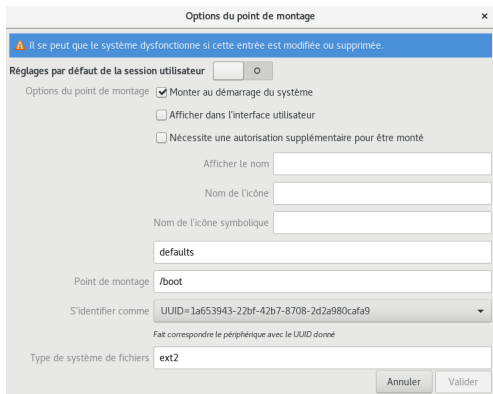 Options du point de montage
Il se peut que le système dysfonctionne si cette entrée est modifiée ou supprimée.
Réglages par défaut de la session utilisateur
Options du point de montage Monter au démarrage du système
Afficher dans l'interface utilisateur
Nécessite une autorisation supplémentaire pour être monté
Afficher le nom
Nom de l'icône
Nom de l'icône symbolique
defaults
Point de montage /boot
S'identifier comme UUID=1a653943-22bf-42b7-8708-2d2a980cafa9
Fait correspondre le périphérique avec le UUID donné
Type de système de fichiers ext2
Annuler Valider